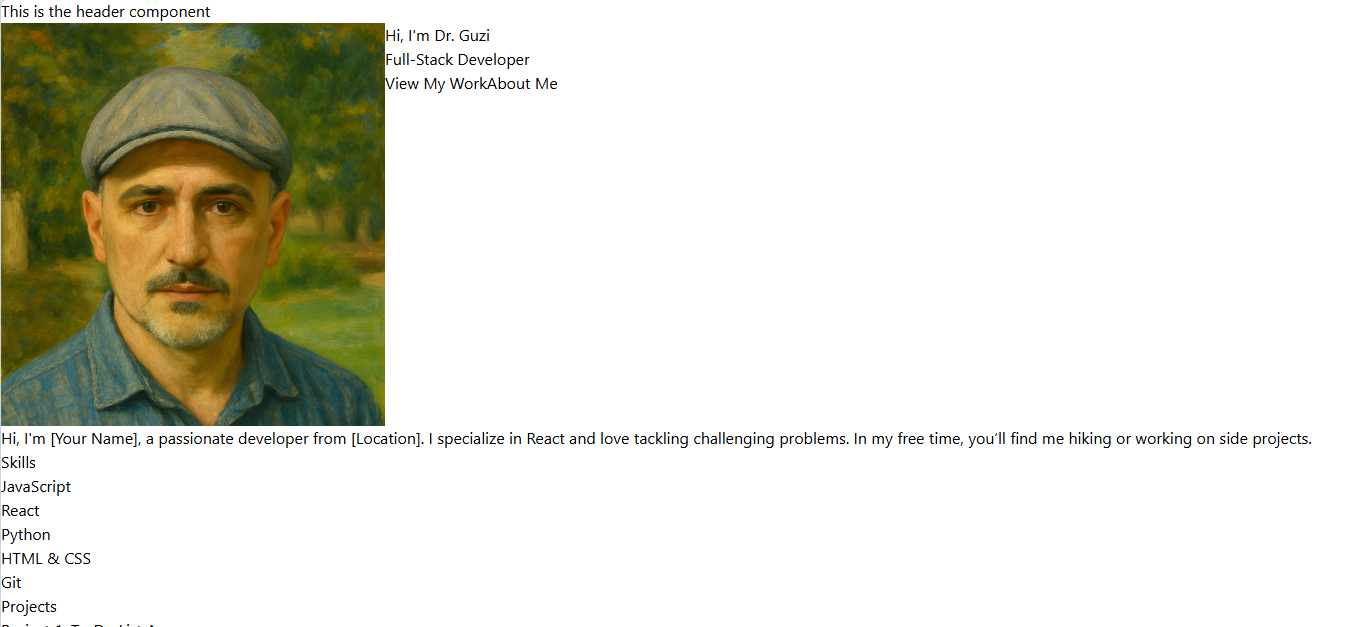 This is the header component
Hi, I'm Dr. Guzi
Full-Stack Developer
View My WorkAbout Me
Hi, I'm [Your Name], a passionate developer from [Location]. I specialize in React and love tackling challenging problems. In my free time, you’ll find me hiking or working on side projects.
Skills
JavaScript
React
Python
HTML & CSS
Git
Projects